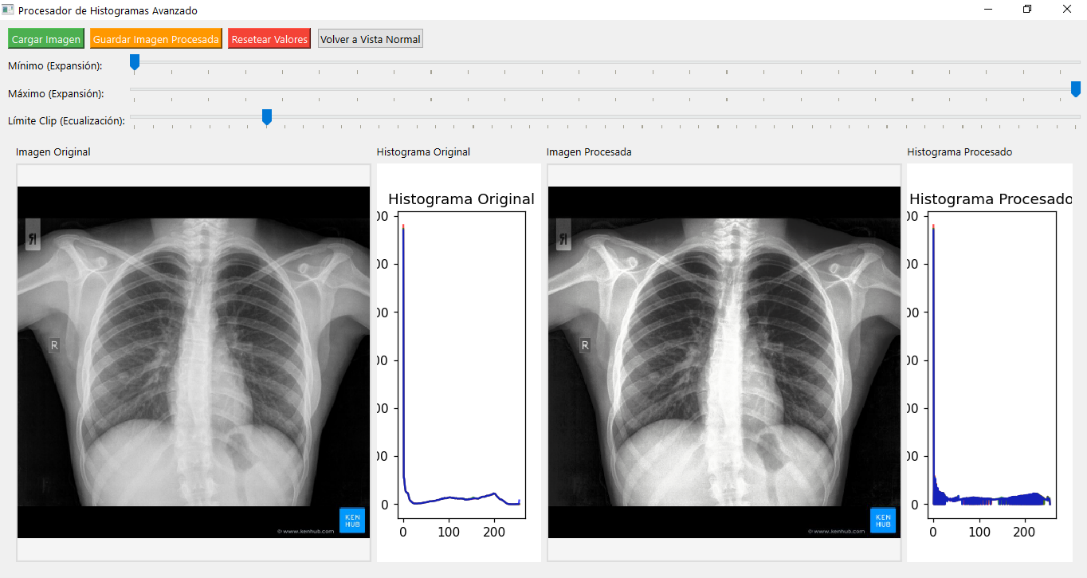 Procesador de Histogramas Avanzado
Cargar Imagen Guardar Imagen Procesada Resetear Valores Volver a Vista Normal
Mínimo (Expansión):
Máximo (Expansión):
Límite Clip (Ecualización):
Imagen Original Histograma Original Imagen Procesada Histograma Procesado
Histograma Original
00
00
00
00
00
00
0
0 100 200
R
R
KEN
HUB
© www.kenhub.com
Histograma Procesado
00
00
00
00
00
00
0
0 100 200
R
R
KEN
HUB
© www.kenhub.com